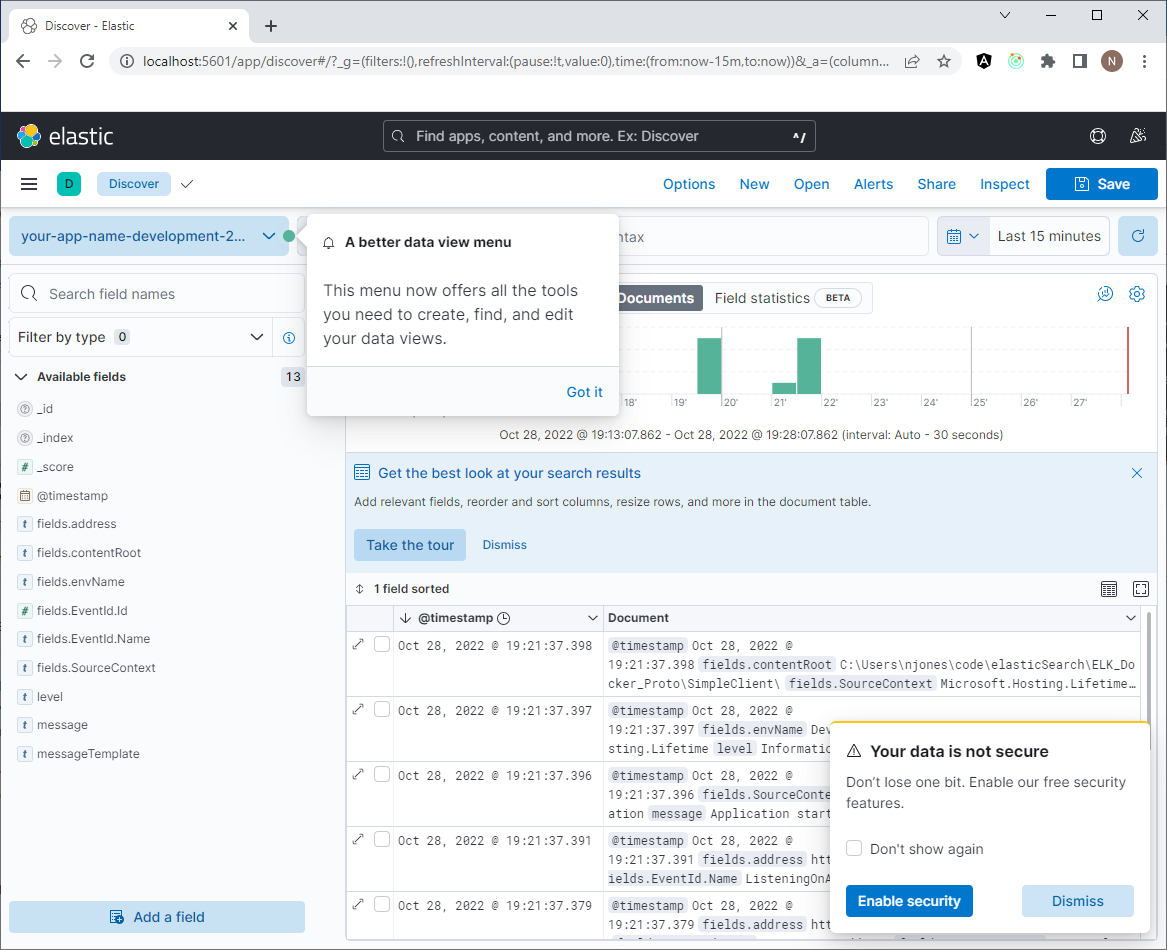 Discover - Elastic
localhost:5601/app/discover#/?_g=(filters:!(),refreshInterval:(pause:!t,value:0),time:(from:now-15m,to:now))&_a=(column...
N
elastic
Find apps, content, and more. Ex: Discover
^/
D
Discover
Options
New
Open
Alerts
Share
Inspect
Save
your-app-name-development-2...
ntax
Last 15 minutes
A better data view menu
This menu now offers all the tools
you need to create, find, and edit
your data views.
Got it
Search field names
Filter by type 0
Available fields
13
_id
_index
# _score
@timestamp
t fields.address
t fields.contentRoot
t fields.envName
# fields.EventId.Id
t fields.EventId.Name
t fields.SourceContext
t level
t message
t messageTemplate
Add a field
Documents
Field statistics
BETA
18'
19'
20'
21'
22'
23'
24'
25'
26'
27'
Oct 28, 2022 @ 19:13:07.862 - Oct 28, 2022 @ 19:28:07.862 (interval: Auto - 30 seconds)
Get the best look at your search results
Add relevant fields, reorder and sort columns, resize rows, and more in the document table.
Take the tour
Dismiss
1 field sorted
@timestamp
Document
Oct 28, 2022 @ 19:21:37.398
@timestamp Oct 28, 2022 @
19:21:37.398 fields.contentRoot C:\Users\njones\code\elasticSearch\ELK_Do
cker_Proto\SimpleClient\ fields.SourceContext Microsoft.Hosting.Lifetime…
Oct 28, 2022 @ 19:21:37.397
@timestamp Oct 28, 2022 @
19:21:37.397 fields.envName Dev
sting.Lifetime level Informatio
Oct 28, 2022 @ 19:21:37.396
@timestamp Oct 28, 2022 @
19:21:37.396 fields.SourceConte
ation message Application start
Oct 28, 2022 @ 19:21:37.391
@timestamp Oct 28, 2022 @
19:21:37.391 fields.address htt
ields.EventId.Name ListeningOnA
Oct 28, 2022 @ 19:21:37.379
@timestamp Oct 28, 2022 @
19:21:37.379 fields.address htt
Your data is not secure
Don't lose one bit. Enable our free security
features.
Don't show again
Enable security
Dismiss